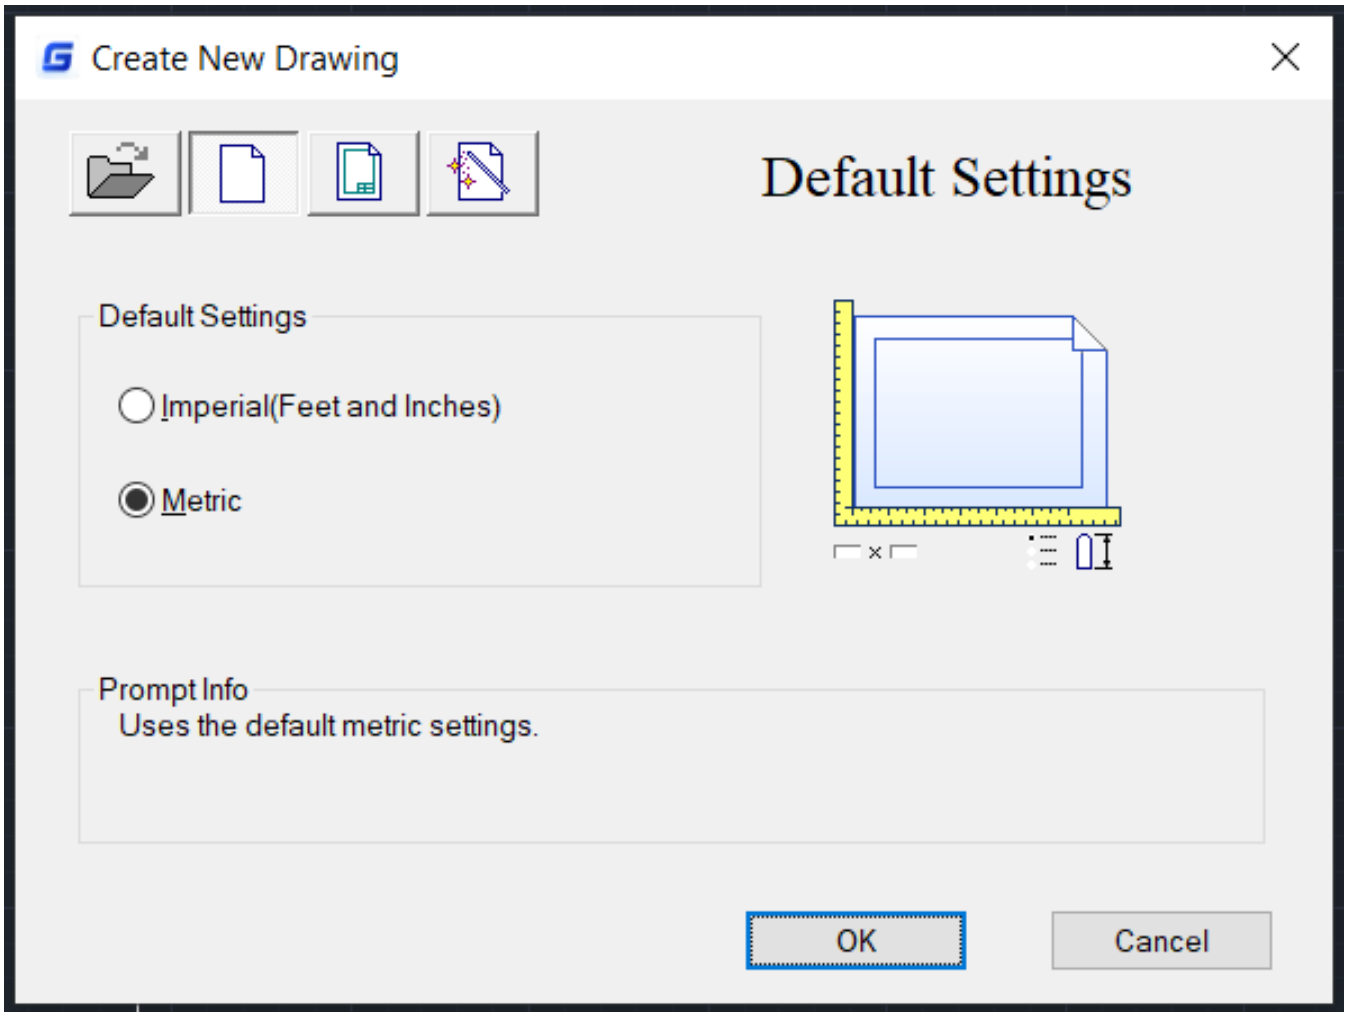 Create New Drawing
Default Settings
Default Settings
Imperial(Feet and Inches)
Metric
Prompt Info
Uses the default metric settings.
OK
Cancel